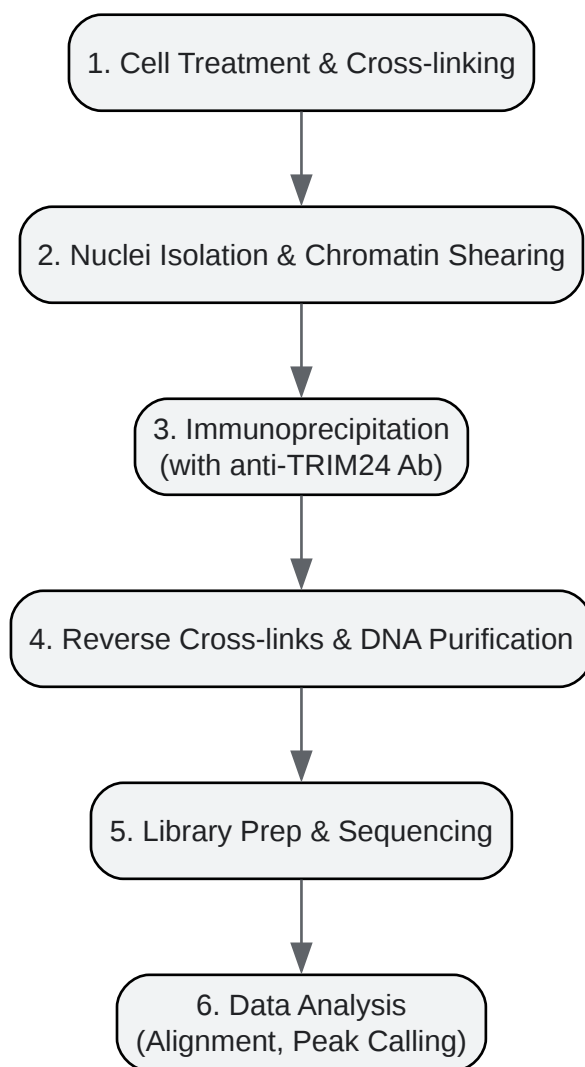 1. Cell Treatment & Cross-linking
2. Nuclei Isolation & Chromatin Shearing
3. Immunoprecipitation
(with anti-TRIM24 Ab)
4. Reverse Cross-links & DNA Purification
5. Library Prep & Sequencing
6. Data Analysis
(Alignment, Peak Calling)